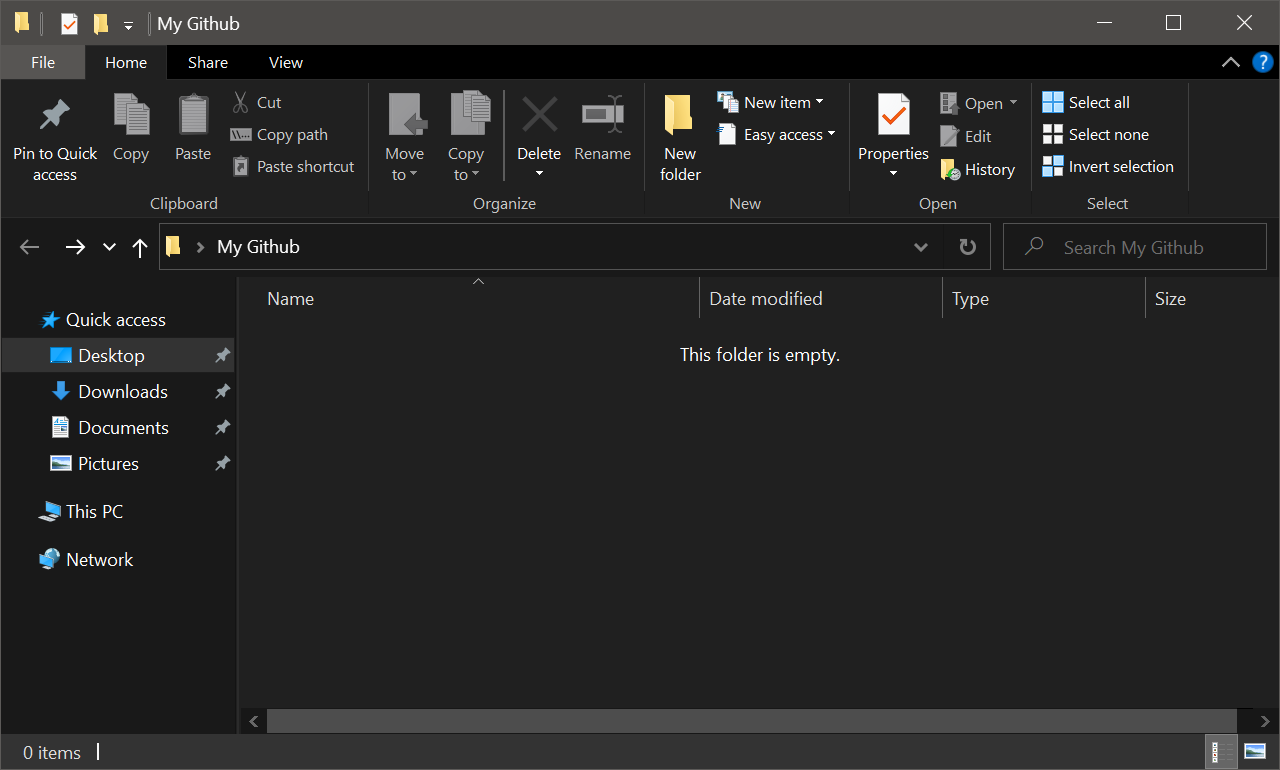 My Github
File Home Share View
?
Pin to Quick access
Copy
Paste
Cut
Copy path
Paste shortcut
Clipboard
Move to
Copy to
Delete
Rename
Organize
New folder
New item
Easy access
New
Properties
Open
Edit
History
Open
Select all
Select none
Invert selection
Select
My Github
Search My Github
Name Date modified Type Size
This folder is empty.
Quick access
Desktop
Downloads
Documents
Pictures
This PC
Network
0 items